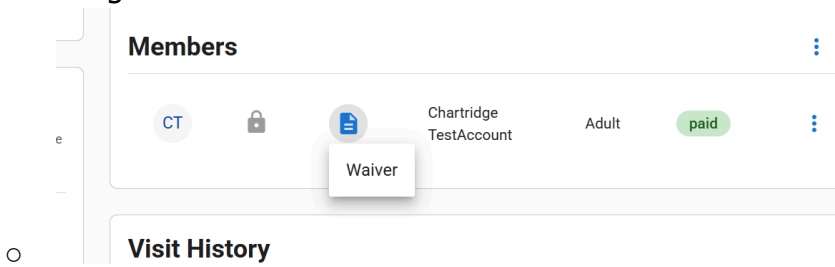 Members
CT
Chartridge
TestAccount
Adult
paid
e
Waiver
Visit History